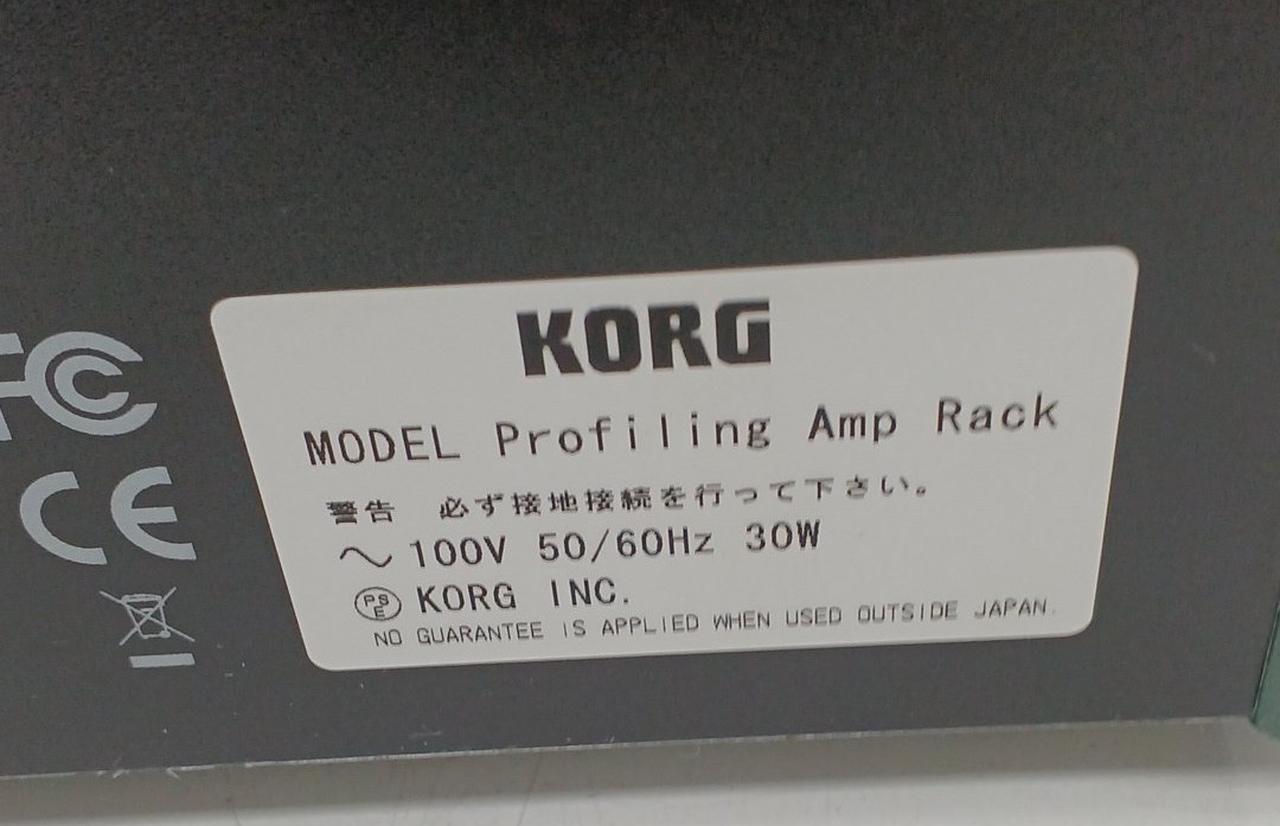 KORG
MODEL Profiling Amp Rack
警告 必ず接地接続を行って下さい。
～ 100V 50/60Hz 30W
PSE KORG INC.
NO GUARANTEE IS APPLIED WHEN USED OUTSIDE JAPAN.
FC
CE